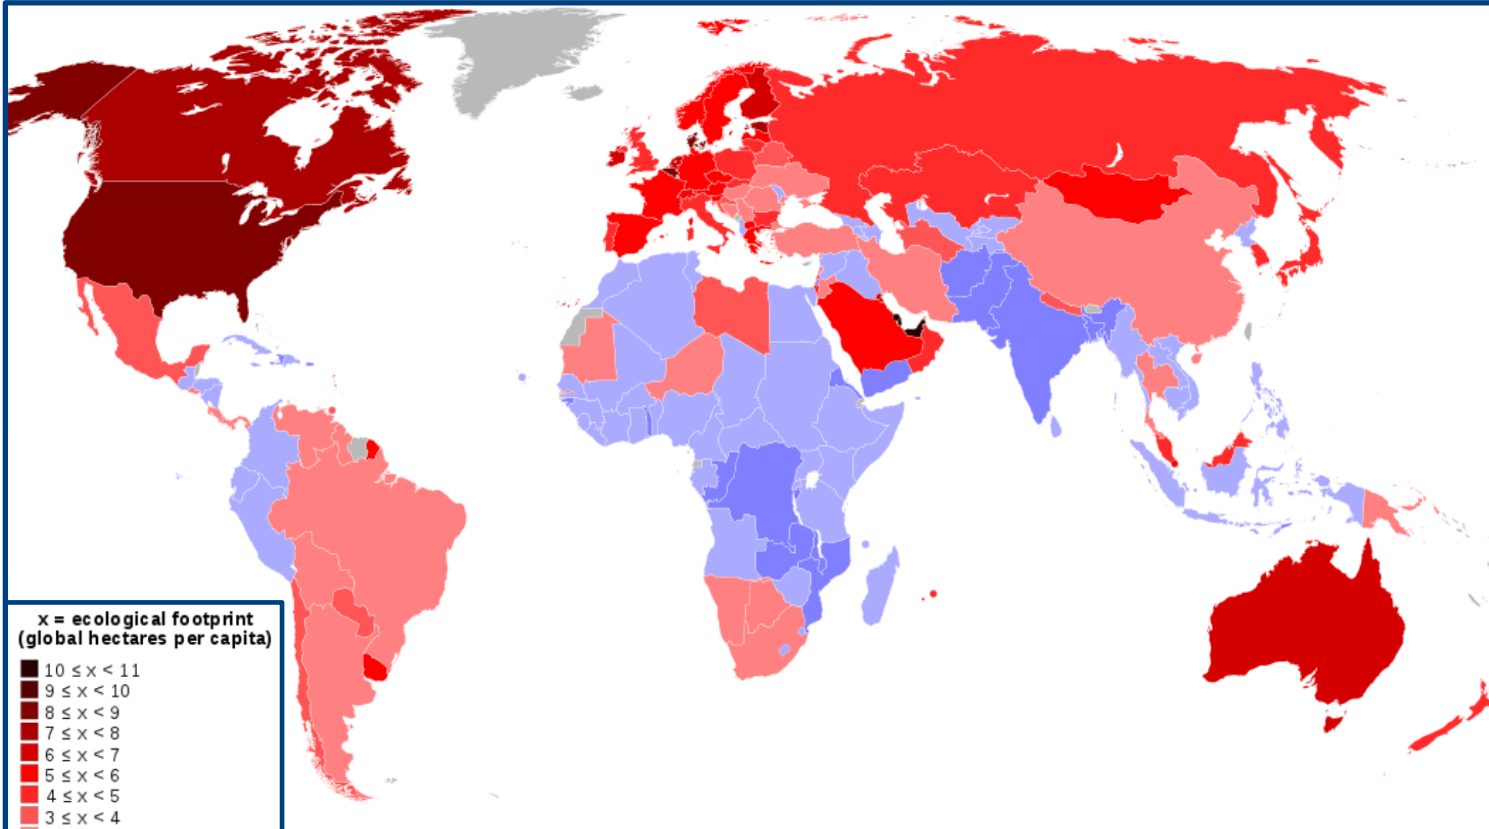 x = ecological footprint
(global hectares per capita)
10 ≤ x < 11
9 ≤ x < 10
8 ≤ x < 9
7 ≤ x < 8
6 ≤ x < 7
5 ≤ x < 6
4 ≤ x < 5
3 ≤ x < 4